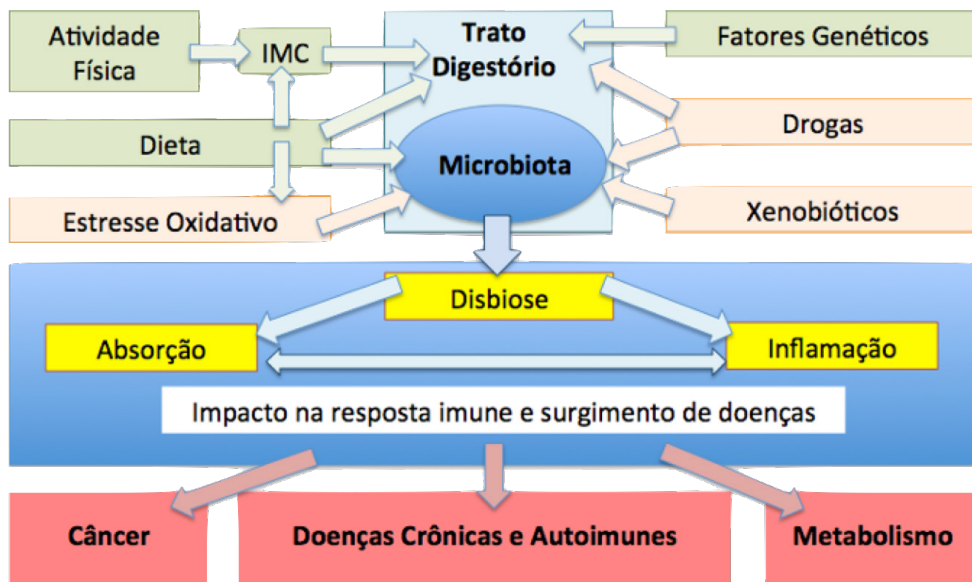 Atividade
Física
IMC
Trato
Digestório
Fatores Genéticos
Dieta
Microbiota
Drogas
Estresse Oxidativo
Xenobióticos
Disbiose
Absorção
Inflamação
Impacto na resposta imune e surgimento de doenças
Câncer
Doenças Crônicas e Autoimunes
Metabolismo